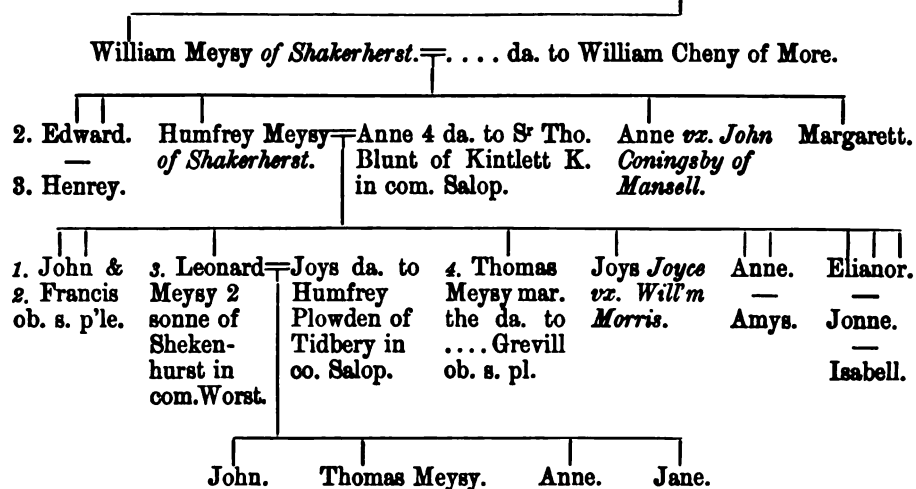 William Meysy of Shakerherst.=. . . . da. to William Cheny of More.
2. Edward.
—
3. Henrey.
Humfrey Meysy=Anne 4 da. to Sr Tho.
of Shakerherst. Blunt of Kintlett K.
in com. Salop.
Anne vx. John
Coningsby of
Mansell.
Margarett.
1. John &
2. Francis
ob. s. p'le.
3. Leonard=Joys da. to
Meysy 2 Humfrey
sonne of Plowden of
Sheken- Tidbery in
hurst in co. Salop.
com. Worst.
4. Thomas
Meysy mar.
the da. to
. . . . Grevill
ob. s. pl.
Joys Joyce
vx. Will'm
Morris.
Anne.
—
Amys.
Elianor.
—
Jonne.
—
Isabell.
John. Thomas Meysy. Anne. Jane.